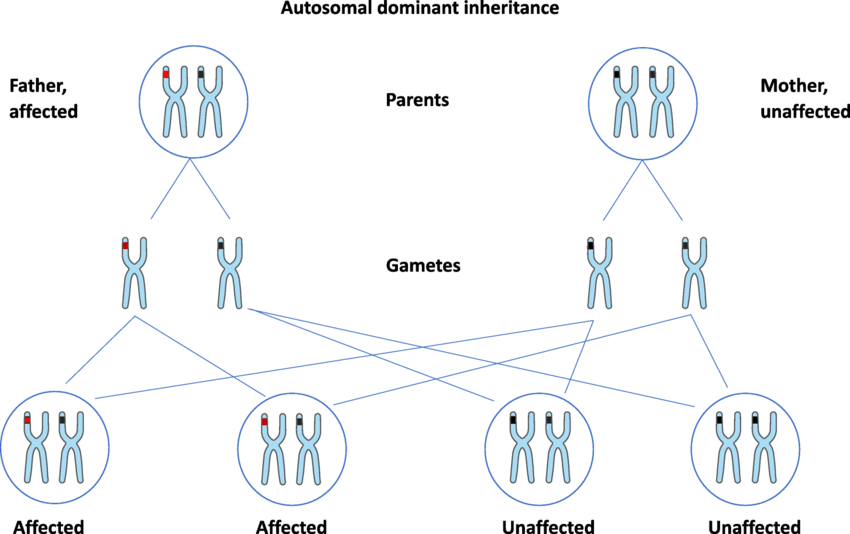 Autosomal dominant inheritance
Father,
affected
Parents
Mother,
unaffected
Gametes
Affected
Affected
Unaffected
Unaffected